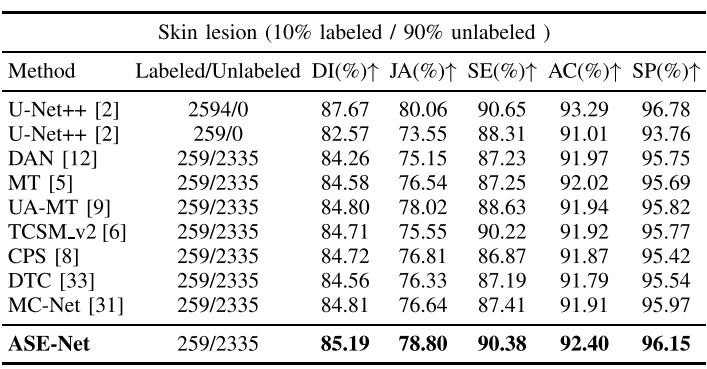 Skin lesion (10% labeled / 90% unlabeled )
Method Labeled/Unlabeled DI(%)↑ JA(%)↑ SE(%)↑ AC(%)↑ SP(%)↑
U-Net++ [2] 2594/0 87.67 80.06 90.65 93.29 96.78
U-Net++ [2] 259/0 82.57 73.55 88.31 91.01 93.76
DAN [12] 259/2335 84.26 75.15 87.23 91.97 95.75
MT [5] 259/2335 84.58 76.54 87.25 92.02 95.69
UA-MT [9] 259/2335 84.80 78.02 88.63 91.94 95.82
TCSM_v2 [6] 259/2335 84.71 75.55 90.22 91.92 95.77
CPS [8] 259/2335 84.72 76.81 86.87 91.87 95.42
DTC [33] 259/2335 84.56 76.33 87.19 91.79 95.54
MC-Net [31] 259/2335 84.81 76.64 87.41 91.91 95.97
ASE-Net 259/2335 85.19 78.80 90.38 92.40 96.15